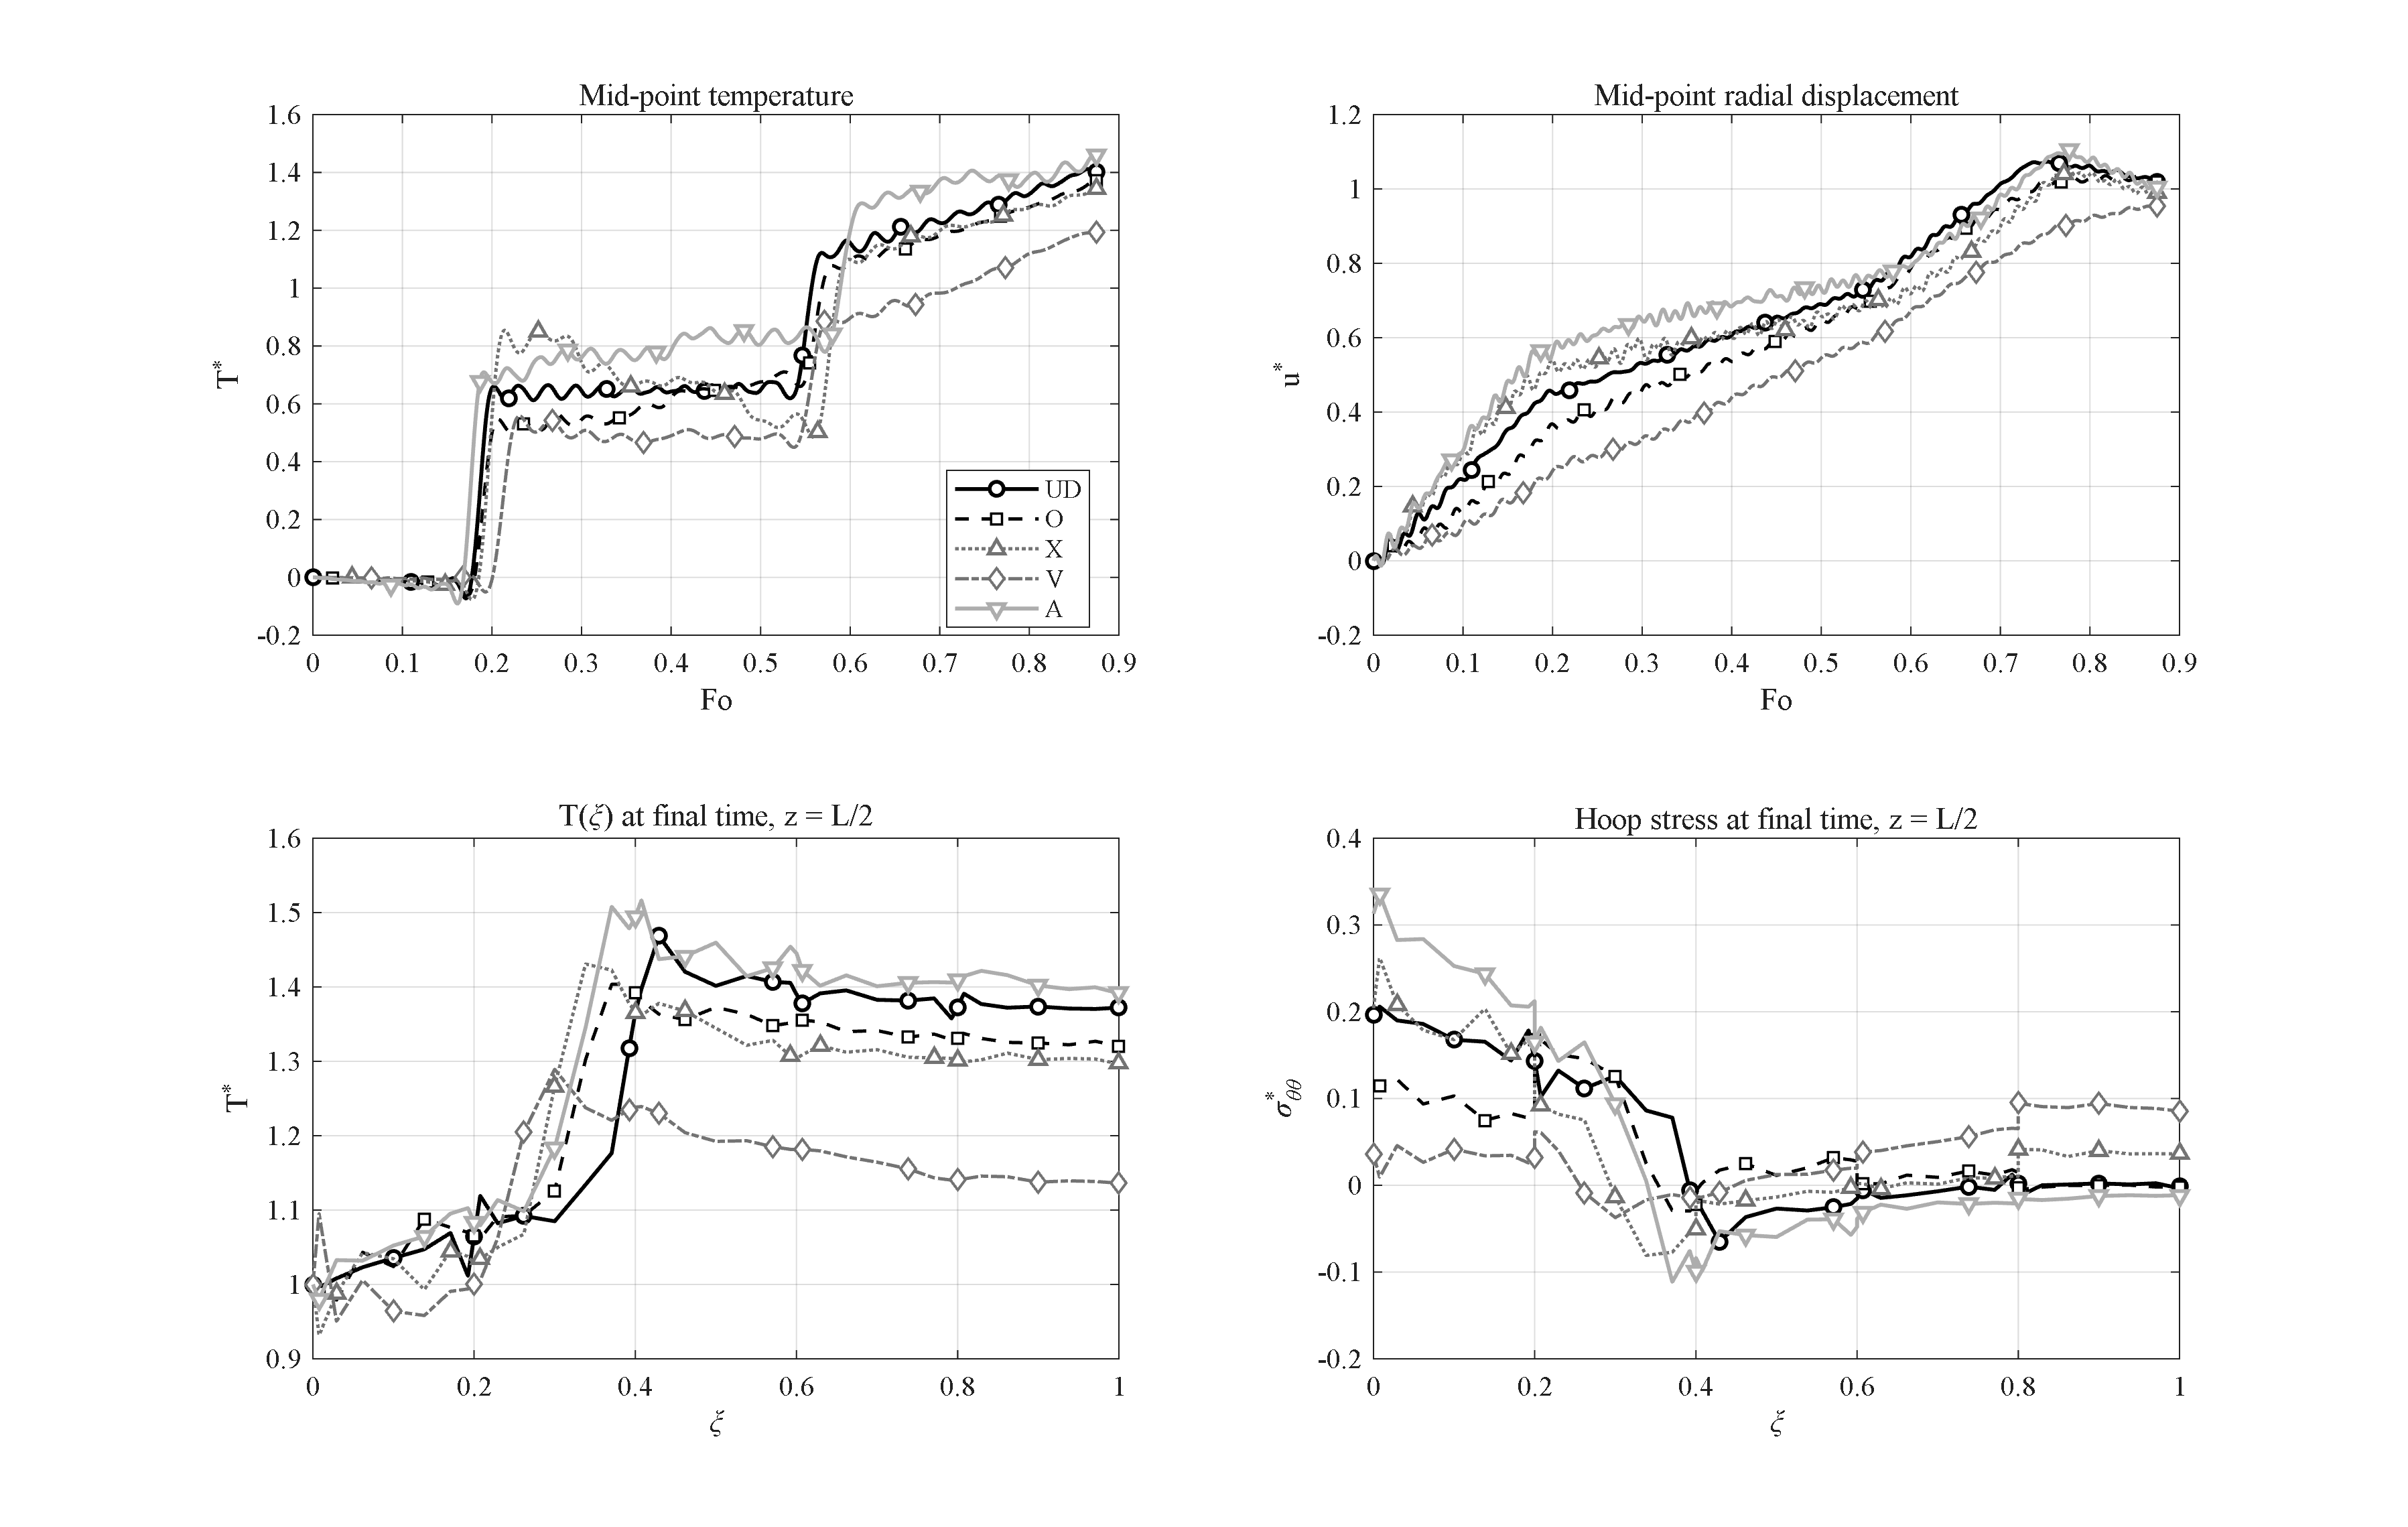 Mid-point temperature
1.6
1.4
1.2
1
0.8
0.6
0.4
0.2
0
-0.2
T*
0 0.1 0.2 0.3 0.4 0.5 0.6 0.7 0.8 0.9
Fo
UD
O
X
V
A
Mid-point radial displacement
1.2
1
0.8
0.6
0.4
0.2
0
-0.2
u*
0 0.1 0.2 0.3 0.4 0.5 0.6 0.7 0.8 0.9
Fo
T(ξ) at final time, z = L/2
1.6
1.5
1.4
1.3
1.2
1.1
1
0.9
T*
0 0.2 0.4 0.6 0.8 1
ξ
Hoop stress at final time, z = L/2
0.4
0.3
0.2
0.1
0
-0.1
-0.2
σ*θθ
0 0.2 0.4 0.6 0.8 1
ξ